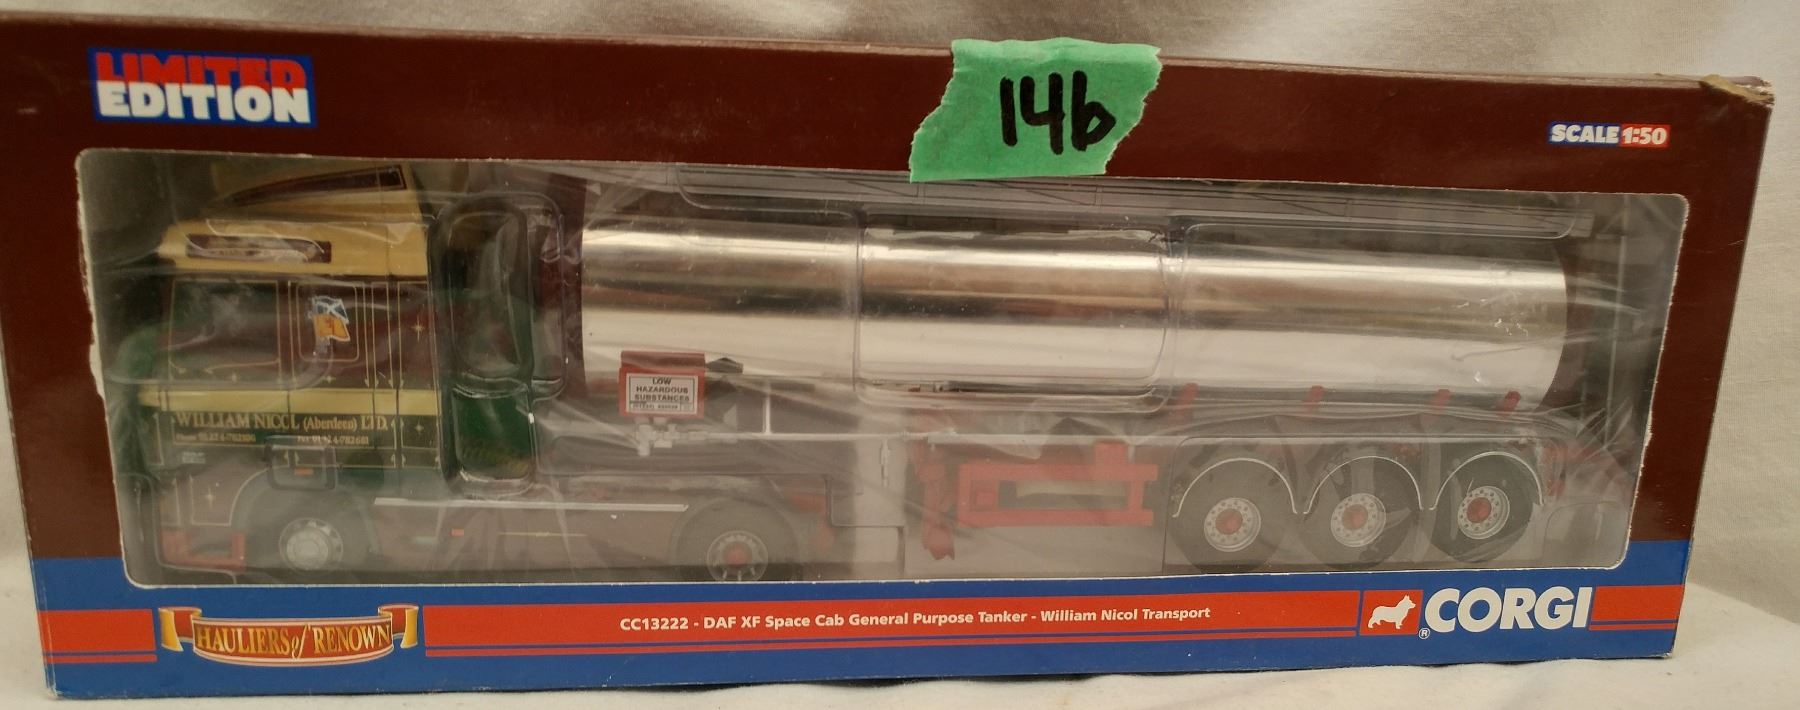 LIMITED
EDITION
14b
SCALE 1:50
LOW
HAZARDOUS
SUBSTANCES
WILLIAM NICOL (Aberdeen) LTD.
HAULIERS of RENOWN
CC13222 - DAF XF Space Cab General Purpose Tanker - William Nicol Transport
CORGI
®